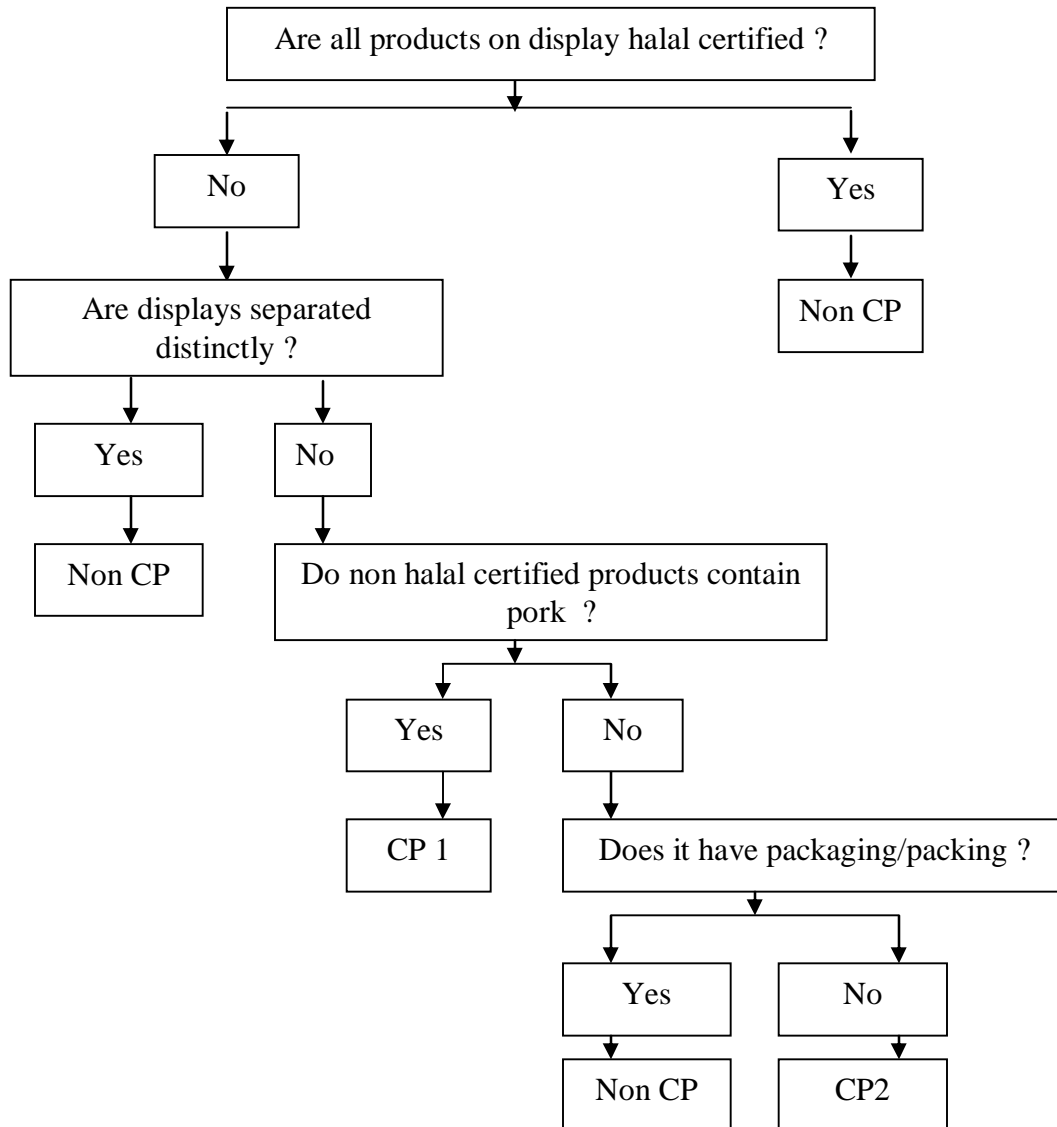 Are all products on display halal certified ?
No
Yes
Are displays separated
distinctly ?
Non CP
Yes
No
Non CP
Do non halal certified products contain
pork ?
Yes
No
CP 1
Does it have packaging/packing ?
Yes
No
Non CP
CP2